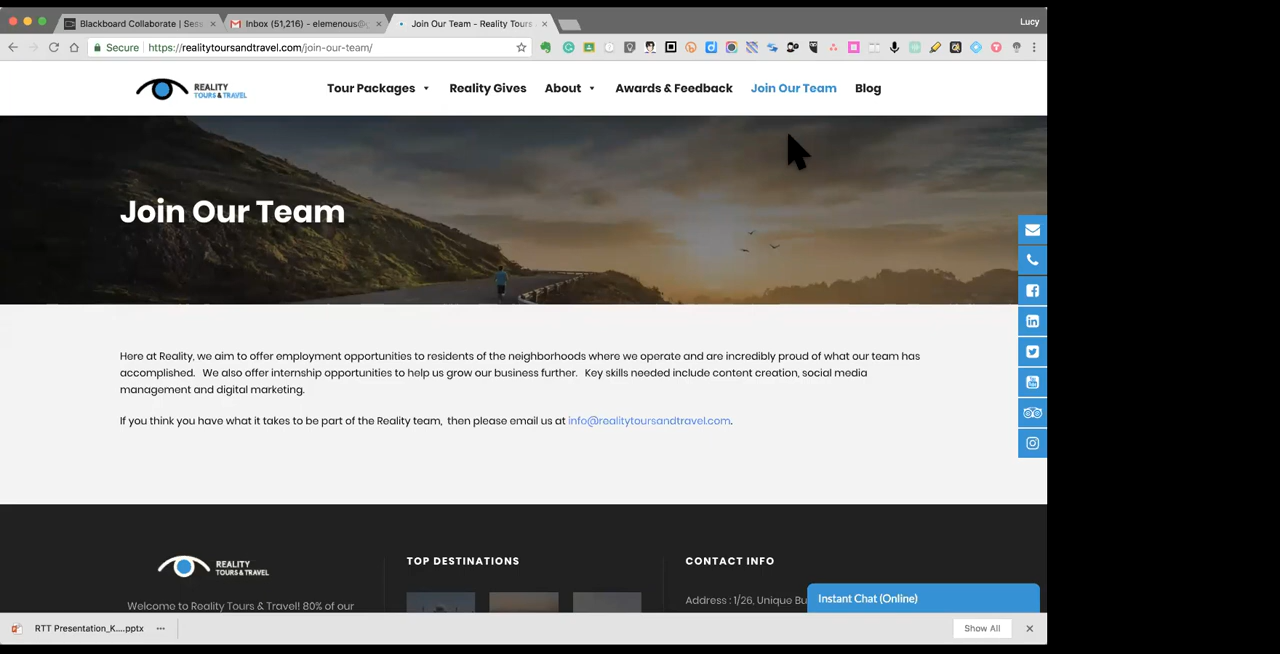 Blackboard Collaborate | Sess
Inbox (51,216) - elemenous@g
Join Our Team - Reality Tours
Lucy
Secure
https://realitytoursandtravel.com/join-our-team/
REALITY
TOURS & TRAVEL
Tour Packages
Reality Gives
About
Awards & Feedback
Join Our Team
Blog
Join Our Team
Here at Reality, we aim to offer employment opportunities to residents of the neighborhoods where we operate and are incredibly proud of what our team has
accomplished. We also offer internship opportunities to help us grow our business further. Key skills needed include content creation, social media
management and digital marketing.
If you think you have what it takes to be part of the Reality team, then please email us at info@realitytoursandtravel.com.
REALITY
TOURS & TRAVEL
Welcome to Reality Tours & Travel! 80% of our
TOP DESTINATIONS
CONTACT INFO
Address : 1/26, Unique Bu
Instant Chat (Online)
RTT Presentation_K....pptx
Show All